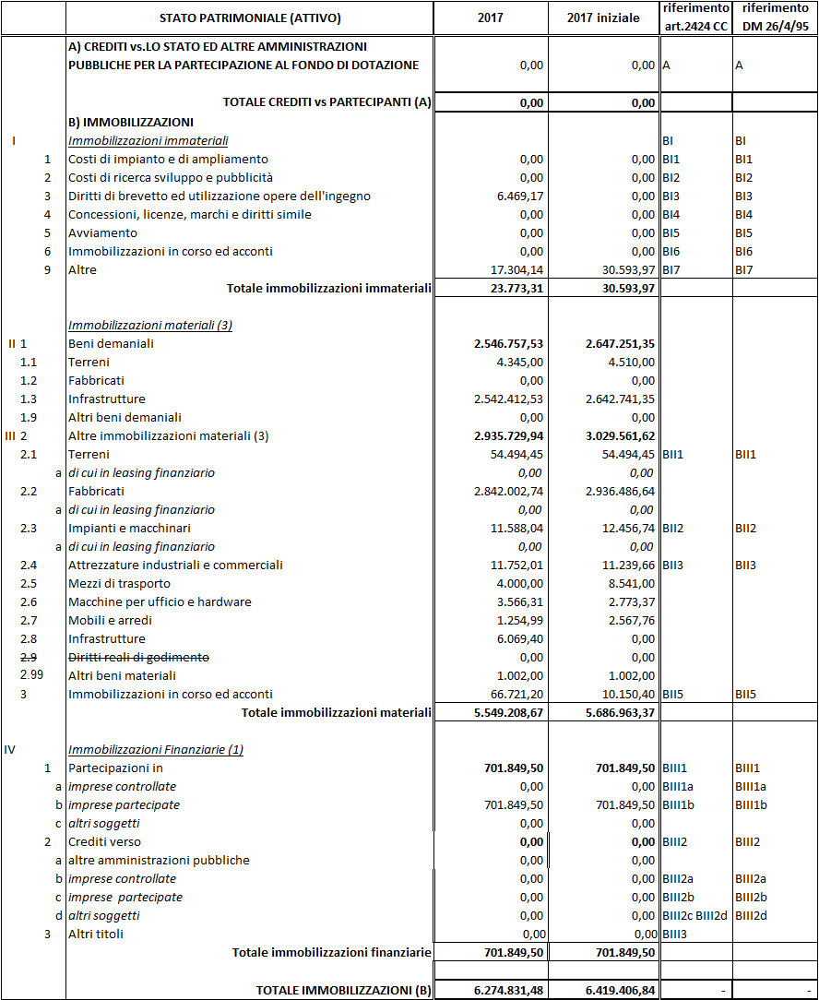 STATO PATRIMONIALE (ATTIVO) 2017 2017 iniziale riferimento art.2424 CC riferimento DM 26/4/95
A) CREDITI vs.LO STATO ED ALTRE AMMINISTRAZIONI
PUBBLICHE PER LA PARTECIPAZIONE AL FONDO DI DOTAZIONE 0,00 0,00 A A
TOTALE CREDITI vs PARTECIPANTI (A) 0,00 0,00
B) IMMOBILIZZAZIONI
I Immobilizzazioni immateriali BI BI
1 Costi di impianto e di ampliamento 0,00 0,00 BI1 BI1
2 Costi di ricerca sviluppo e pubblicità 0,00 0,00 BI2 BI2
3 Diritti di brevetto ed utilizzazione opere dell'ingegno 6.469,17 0,00 BI3 BI3
4 Concessioni, licenze, marchi e diritti simile 0,00 0,00 BI4 BI4
5 Avviamento 0,00 0,00 BI5 BI5
6 Immobilizzazioni in corso ed acconti 0,00 0,00 BI6 BI6
9 Altre 17.304,14 30.593,97 BI7 BI7
Totale immobilizzazioni immateriali 23.773,31 30.593,97
Immobilizzazioni materiali (3)
II 1 Beni demaniali 2.546.757,53 2.647.251,35
1.1 Terreni 4.345,00 4.510,00
1.2 Fabbricati 0,00 0,00
1.3 Infrastrutture 2.542.412,53 2.642.741,35
1.9 Altri beni demaniali 0,00 0,00
III 2 Altre immobilizzazioni materiali (3) 2.935.729,94 3.029.561,62
2.1 Terreni 54.494,45 54.494,45 BII1 BII1
a di cui in leasing finanziario 0,00 0,00
2.2 Fabbricati 2.842.002,74 2.936.486,64
a di cui in leasing finanziario 0,00 0,00
2.3 Impianti e macchinari 11.588,04 12.456,74 BII2 BII2
a di cui in leasing finanziario 0,00 0,00
2.4 Attrezzature industriali e commerciali 11.752,01 11.239,66 BII3 BII3
2.5 Mezzi di trasporto 4.000,00 8.541,00
2.6 Macchine per ufficio e hardware 3.566,31 2.773,37
2.7 Mobili e arredi 1.254,99 2.567,76
2.8 Infrastrutture 6.069,40 0,00
2.9 Diritti reali di godimento 0,00 0,00
2.99 Altri beni materiali 1.002,00 1.002,00
3 Immobilizzazioni in corso ed acconti 66.721,20 10.150,40 BII5 BII5
Totale immobilizzazioni materiali 5.549.208,67 5.686.963,37
IV Immobilizzazioni Finanziarie (1)
1 Partecipazioni in 701.849,50 701.849,50 BIII1 BIII1
a imprese controllate 0,00 0,00 BIII1a BIII1a
b imprese partecipate 701.849,50 701.849,50 BIII1b BIII1b
c altri soggetti 0,00 0,00
2 Crediti verso 0,00 0,00 BIII2 BIII2
a altre amministrazioni pubbliche 0,00 0,00
b imprese controllate 0,00 0,00 BIII2a BIII2a
c imprese partecipate 0,00 0,00 BIII2b BIII2b
d altri soggetti 0,00 0,00 BIII2c BIII2d BIII2d
3 Altri titoli 0,00 0,00 BIII3
Totale immobilizzazioni finanziarie 701.849,50 701.849,50
TOTALE IMMOBILIZZAZIONI (B) 6.274.831,48 6.419.406,84 - -